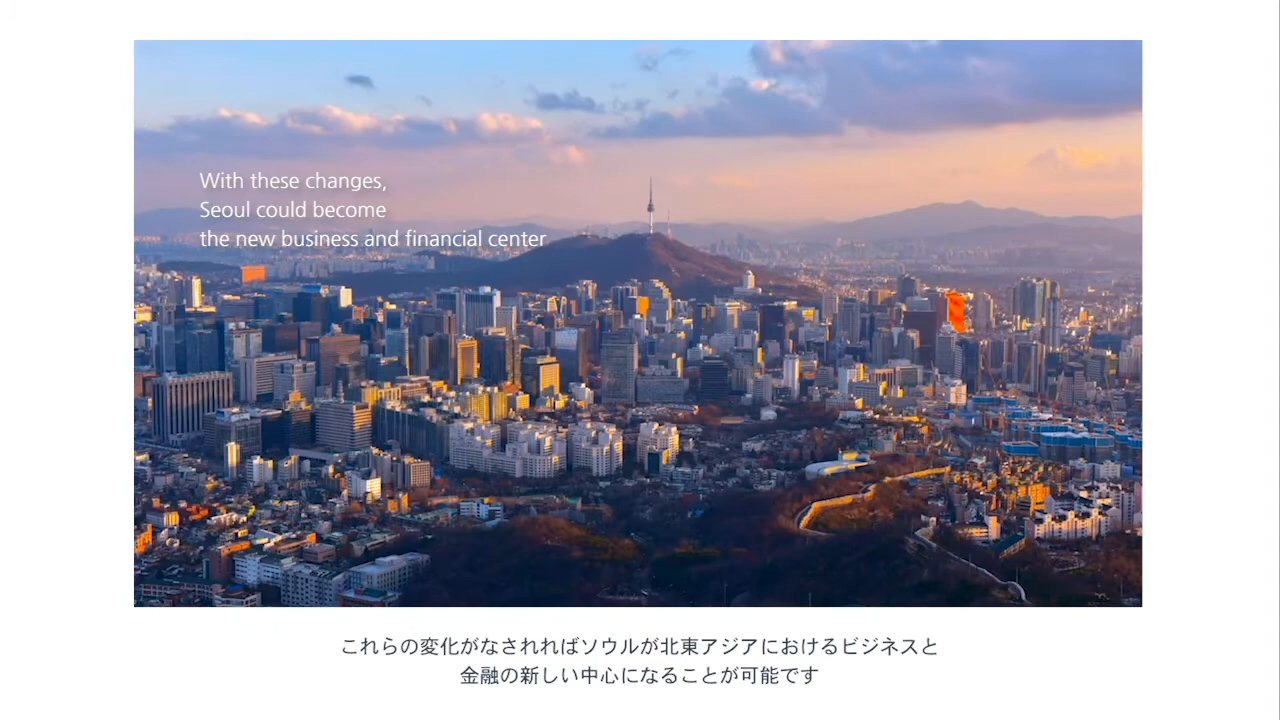 With these changes,
Seoul could become
the new business and financial center
これらの変化がなされればソウルが北東アジアにおけるビジネスと
金融の新しい中心になることが可能です